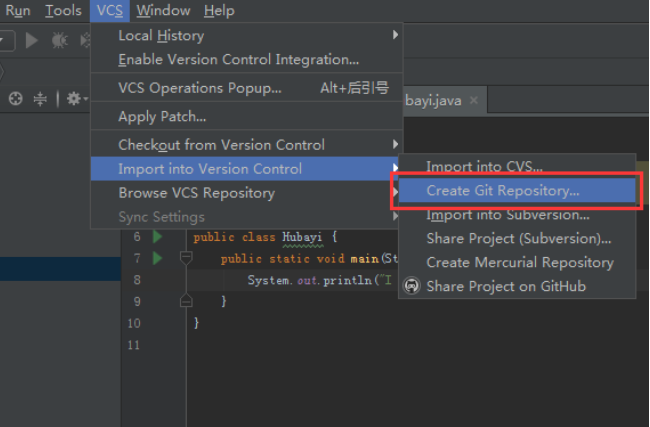 Run Tools VCS Window Help
Local History
Enable Version Control Integration...
VCS Operations Popup... Alt+后引号
bayi.java
Apply Patch...
Checkout from Version Control
Import into Version Control
Import into CVS...
Browse VCS Repository
Create Git Repository...
Sync Settings
Import into Subversion...
Share Project (Subversion)...
Create Mercurial Repository
Share Project on GitHub
6 public class Hubayi {
7 public static void main(St
8 System.out.println("I
9 }
10 }
11